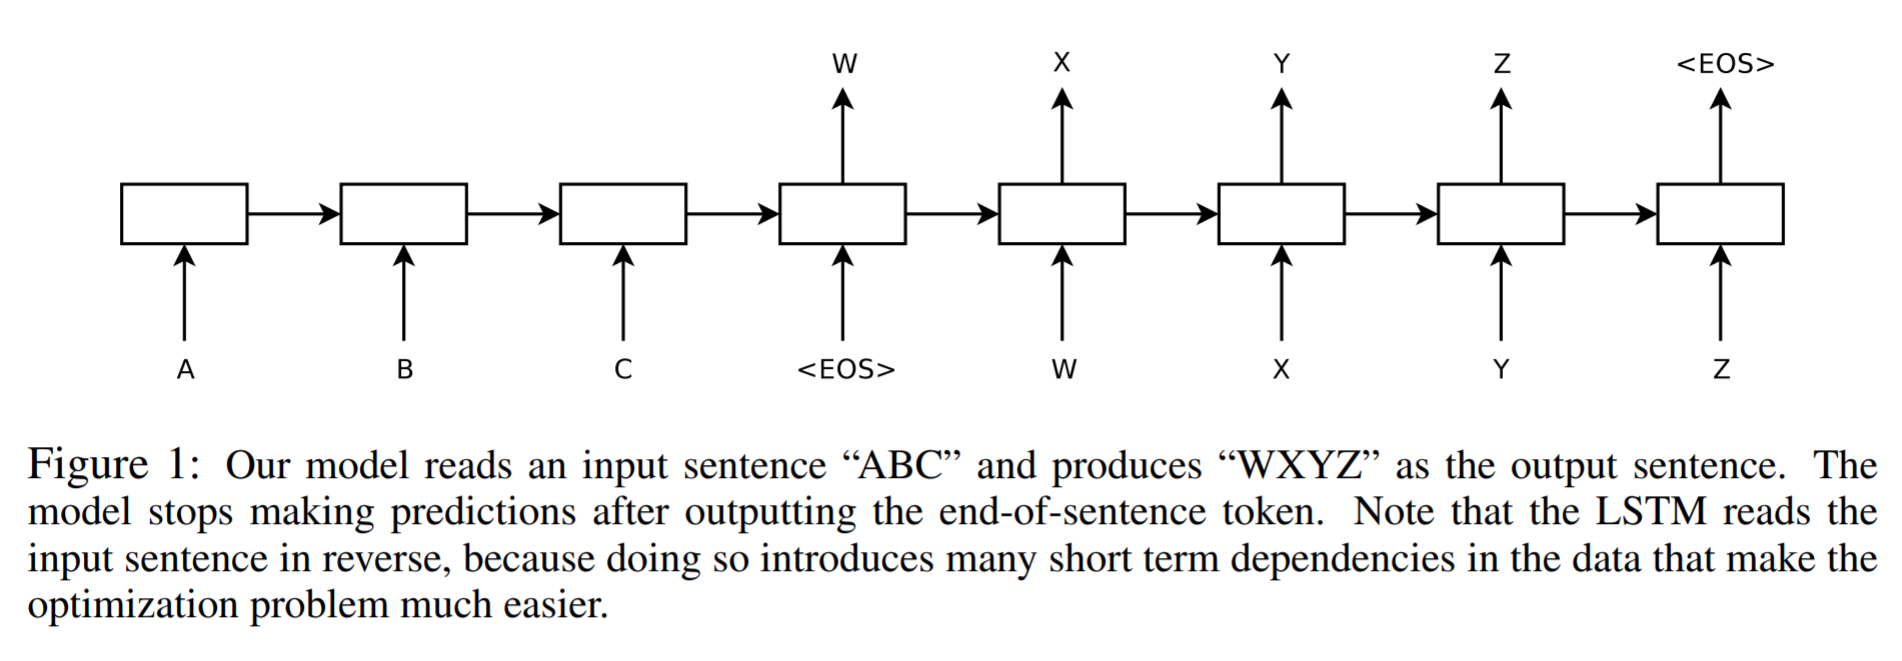 W X Y Z <EOS>
A B C <EOS> W X Y Z
Figure 1: Our model reads an input sentence “ABC” and produces “WXYZ” as the output sentence. The
model stops making predictions after outputting the end-of-sentence token. Note that the LSTM reads the
input sentence in reverse, because doing so introduces many short term dependencies in the data that make the
optimization problem much easier.